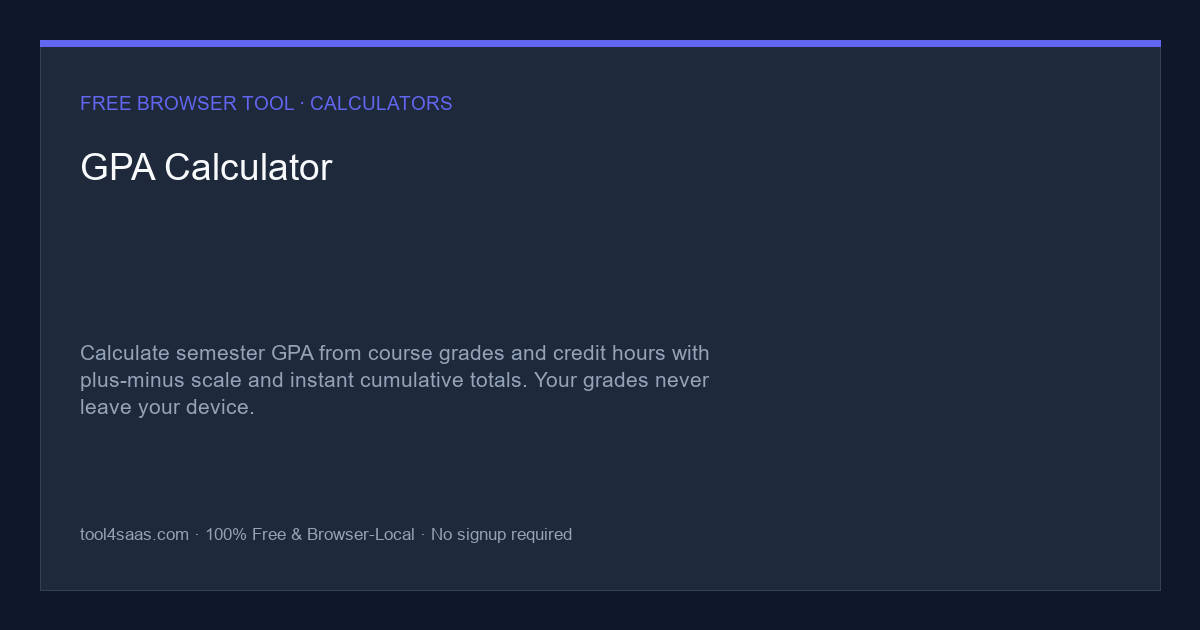 FREE BROWSER TOOL · CALCULATORS
GPA Calculator
Calculate semester GPA from course grades and credit hours with
plus-minus scale and instant cumulative totals. Your grades never
leave your device.
tool4saas.com · 100% Free & Browser-Local · No signup required